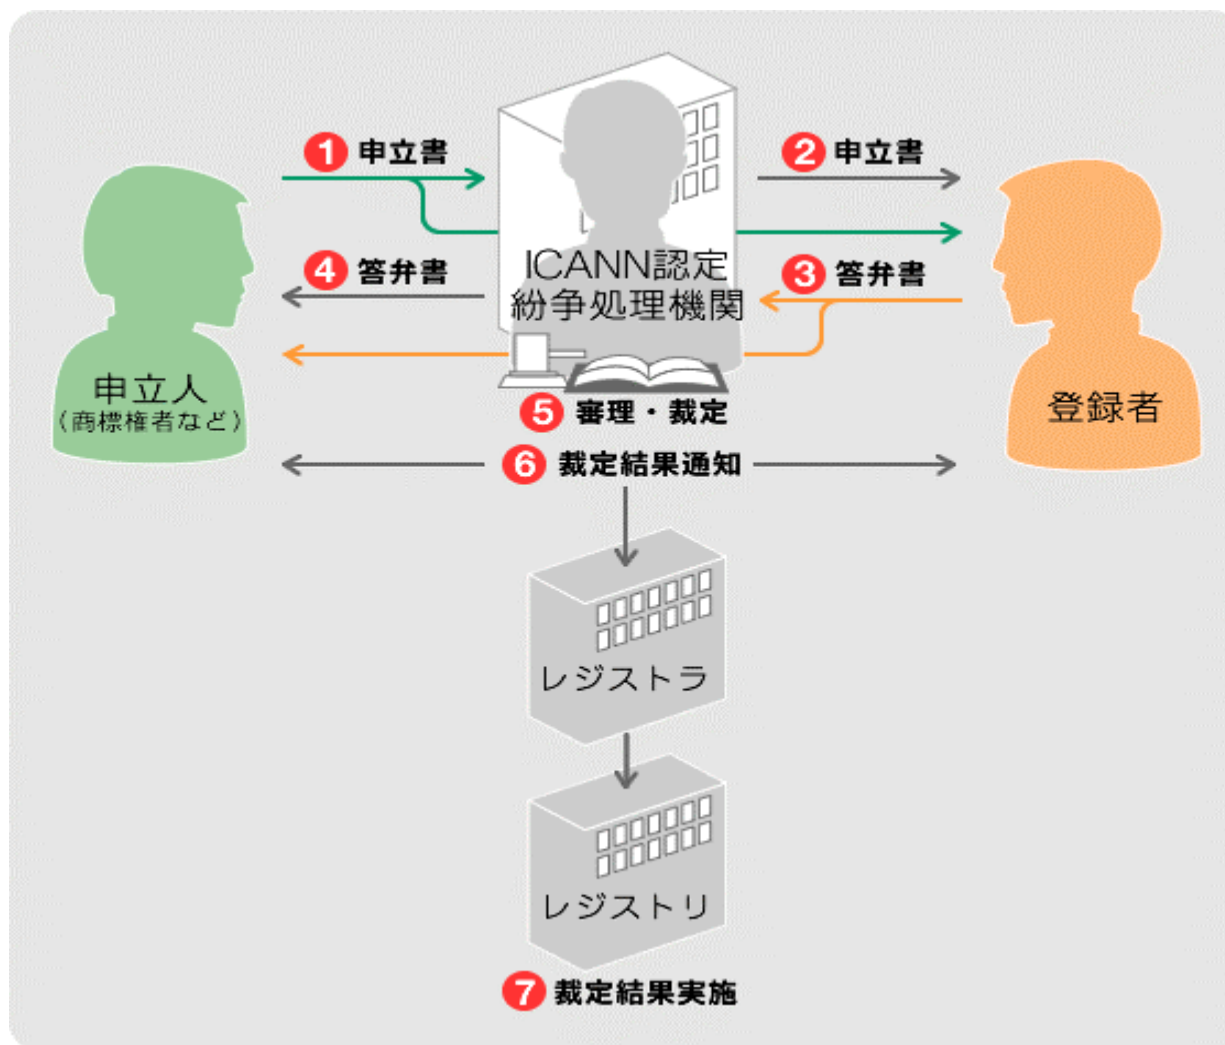 1 申立書
2 申立書
ICANN認定
紛争処理機関
4 答弁書
3 答弁書
申立人
(商標権者など)
登録者
5 審理・裁定
6 裁定結果通知
レジストラ
レジストリ
7 裁定結果実施